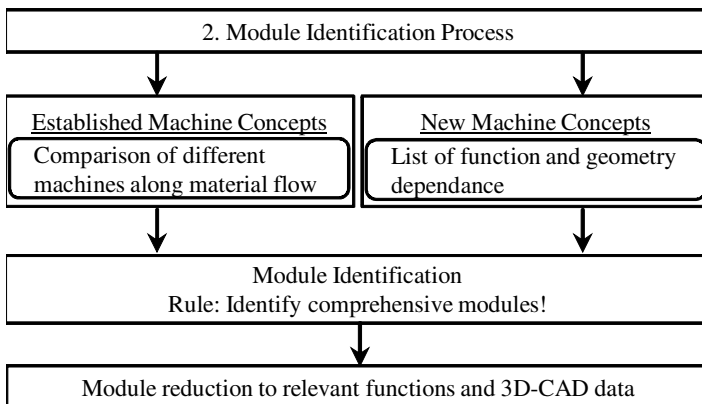 2. Module Identification Process
Established Machine Concepts
Comparison of different
machines along material flow
New Machine Concepts
List of function and geometry
dependance
Module Identification
Rule: Identify comprehensive modules!
Module reduction to relevant functions and 3D-CAD data